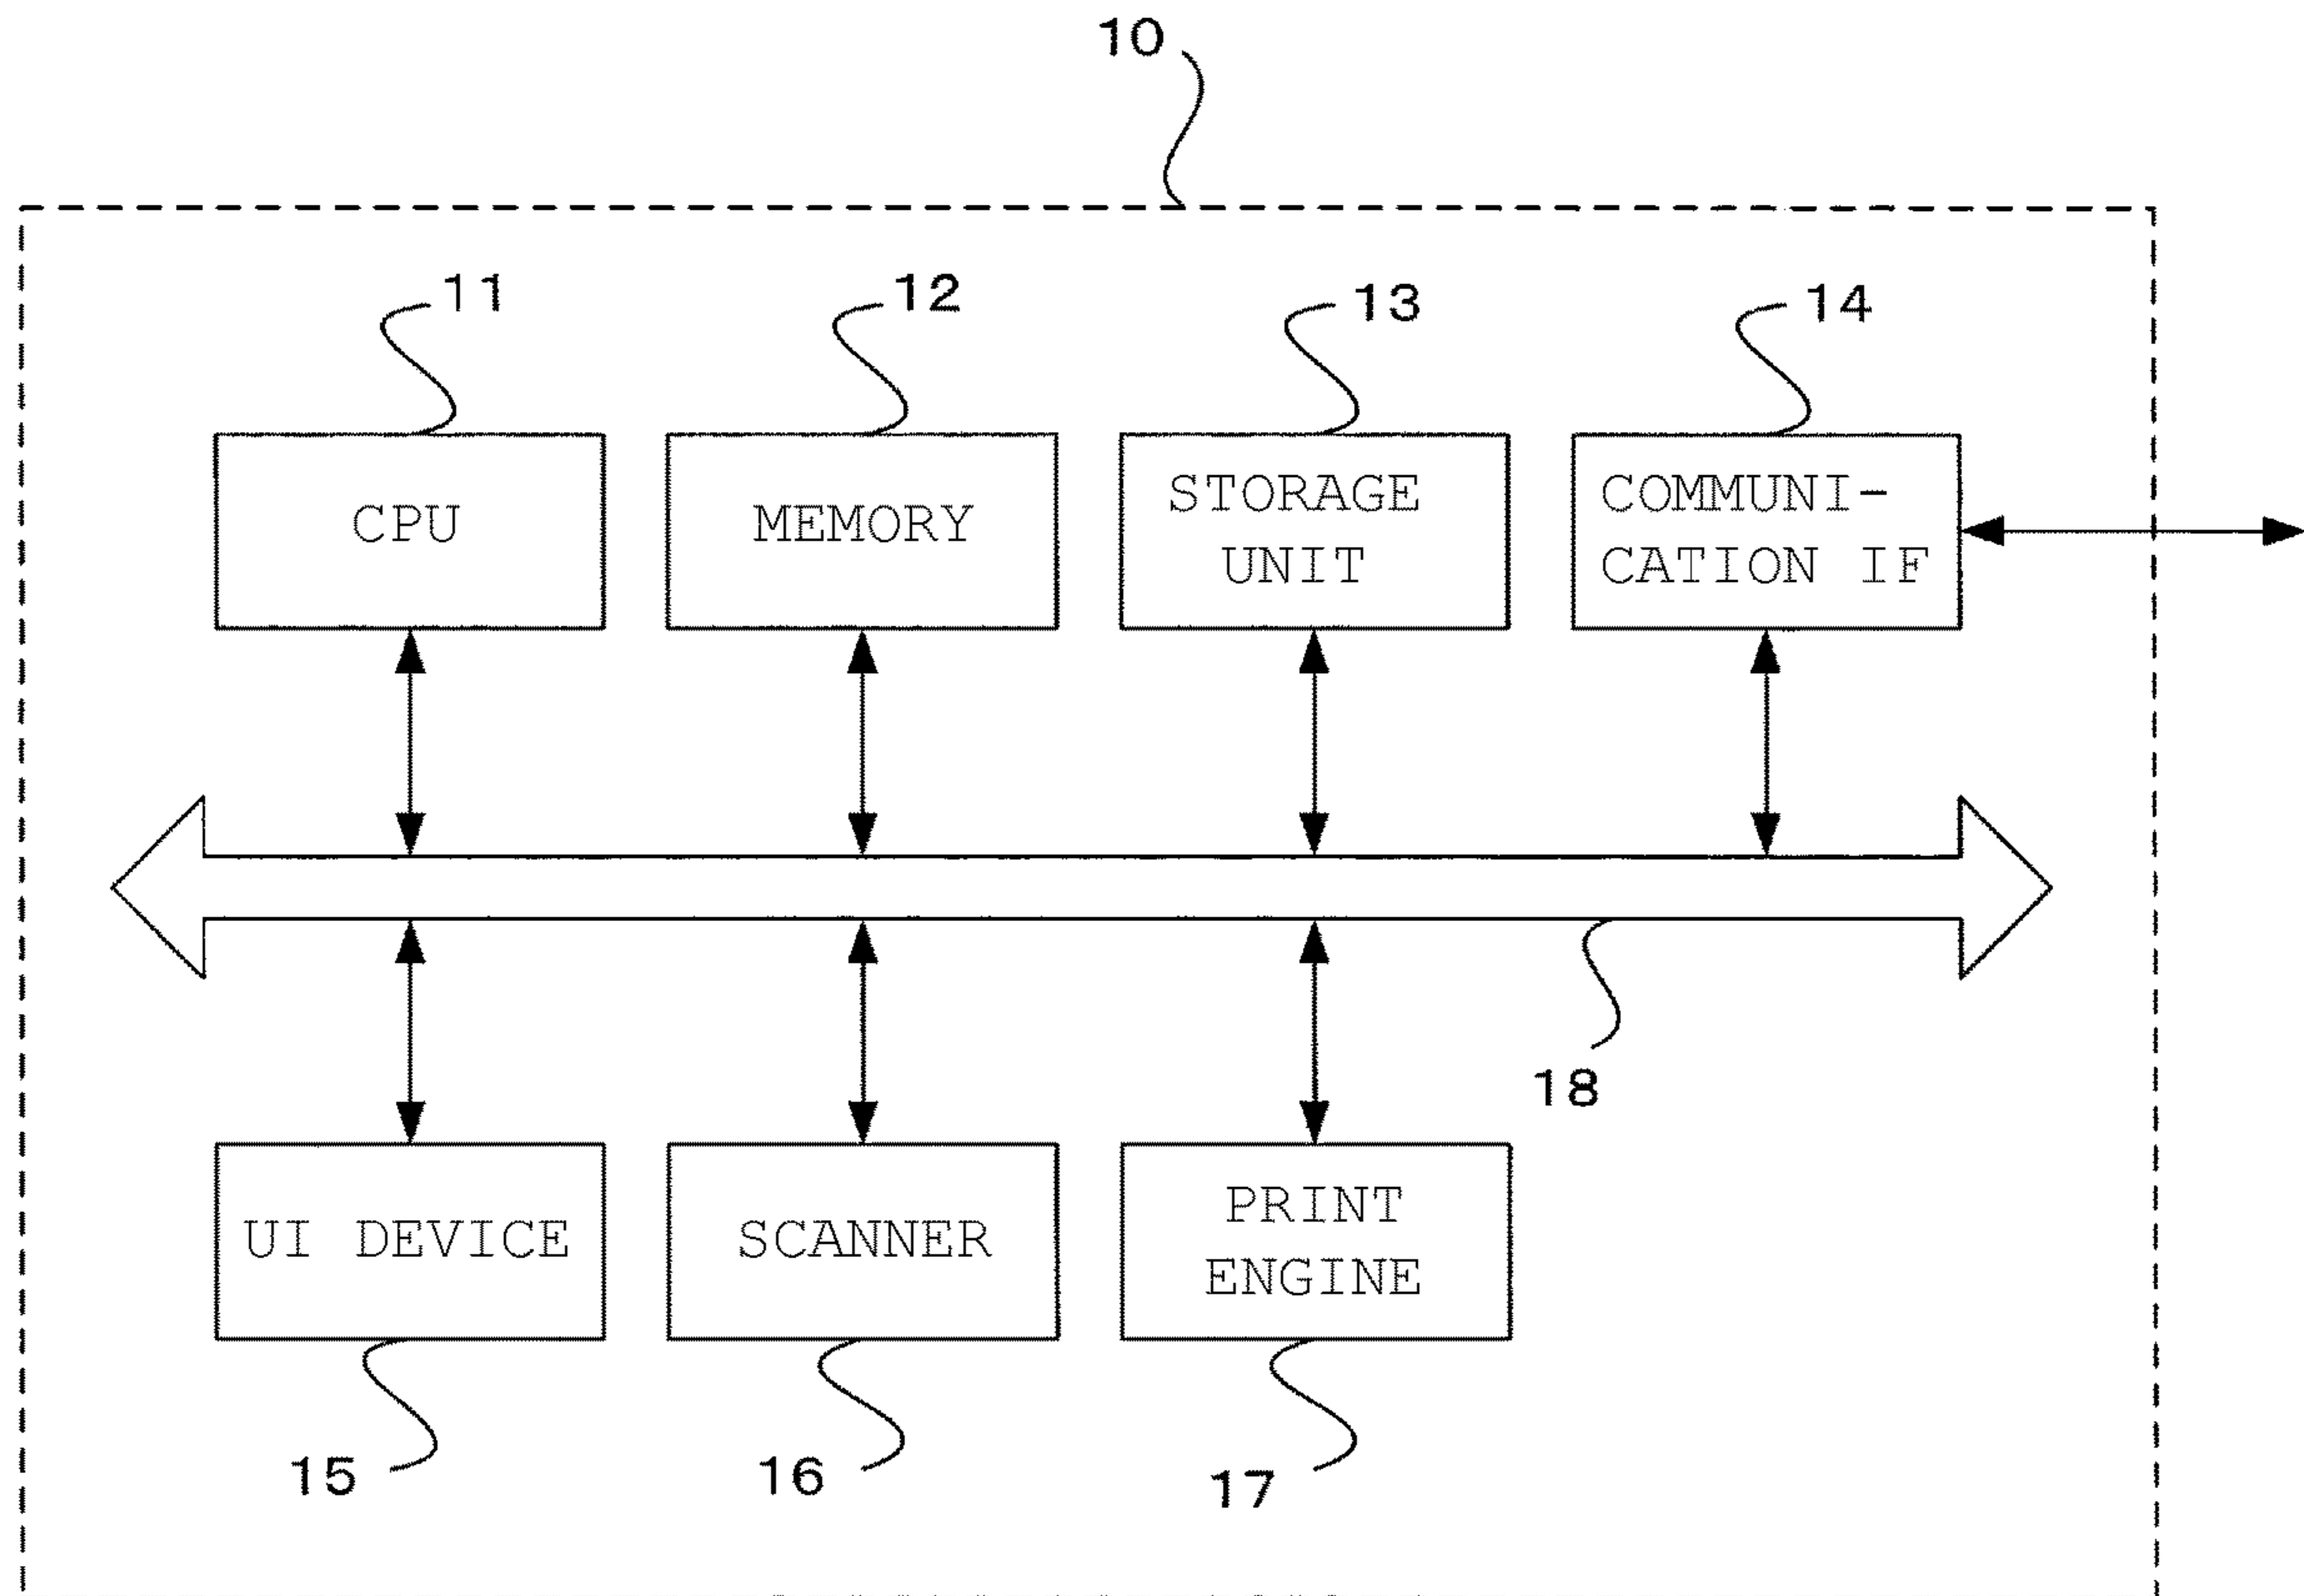 10
11
12
13
14
CPU
MEMORY
STORAGE
UNIT
COMMUNI-
CATION IF
18
UI DEVICE
SCANNER
PRINT
ENGINE
15
16
17